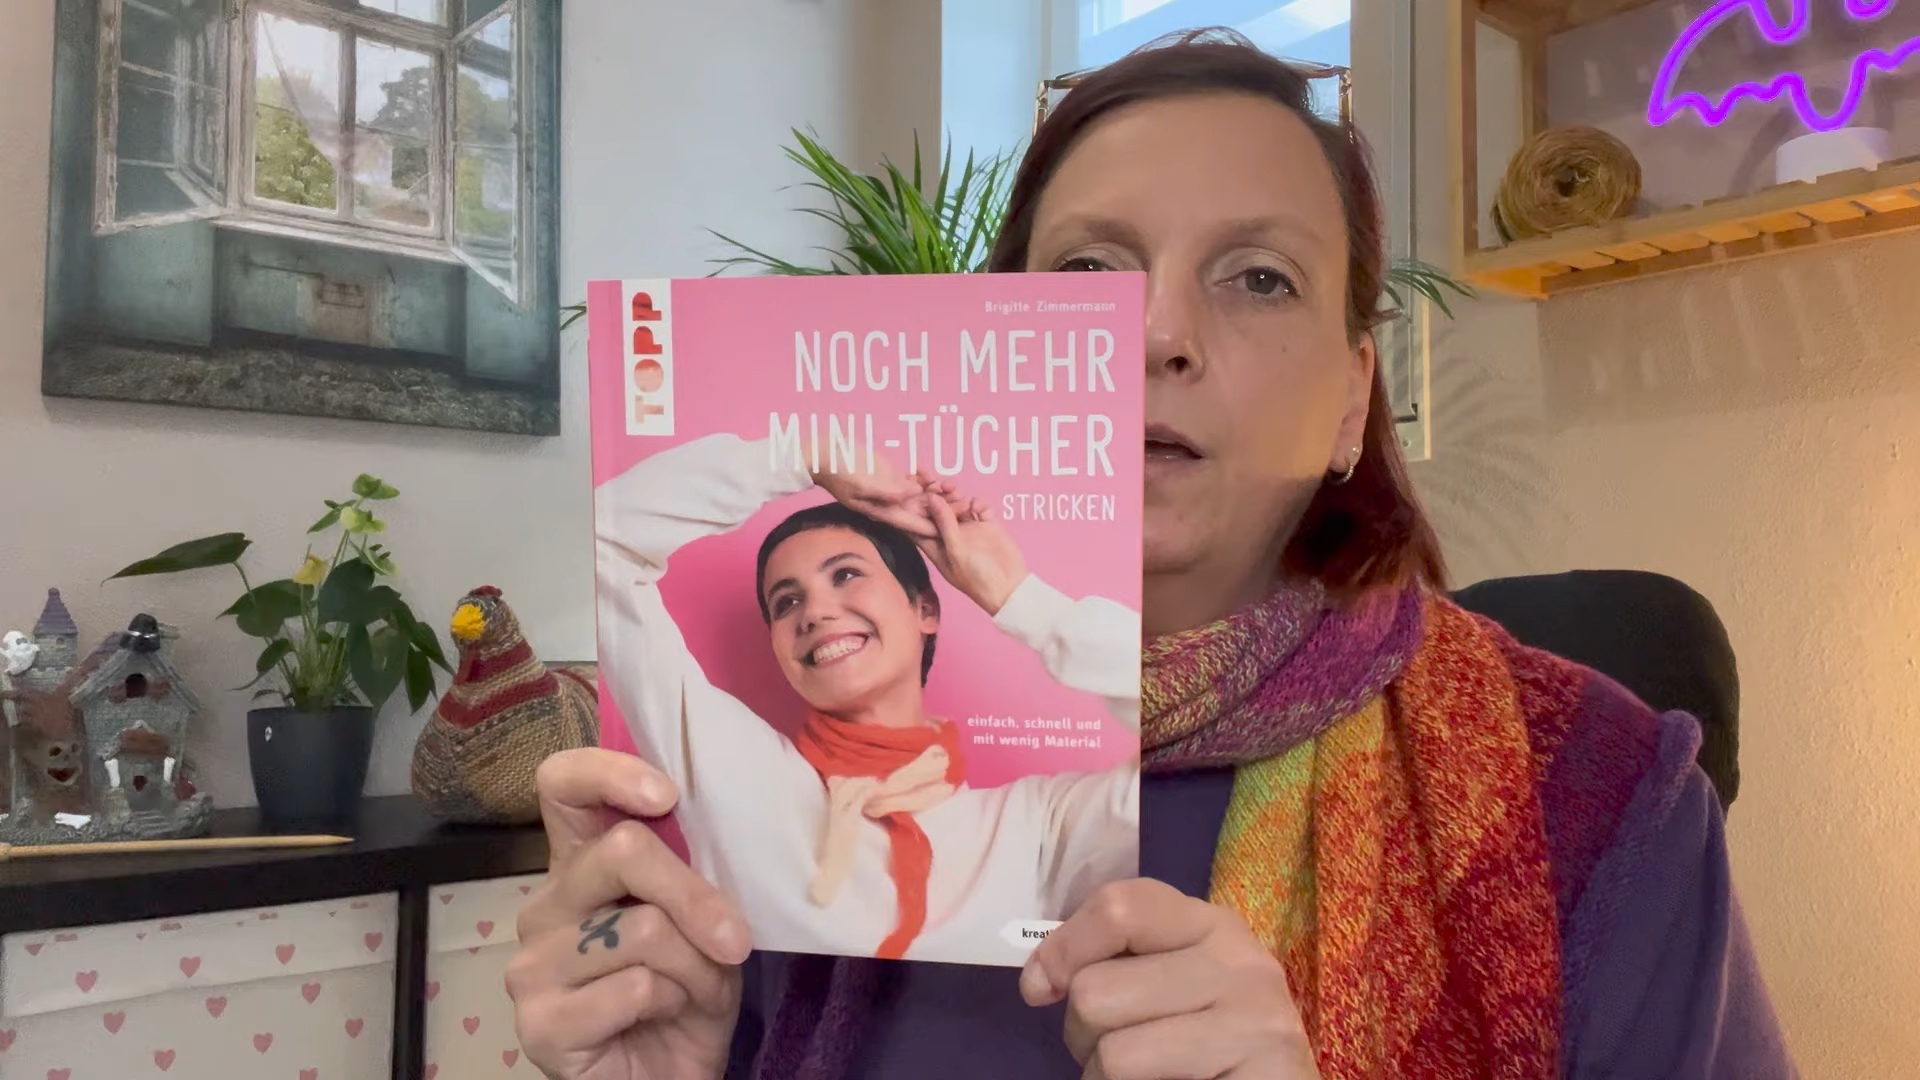 TOPP
Brigitte Zimmermann
NOCH MEHR
MINI-TÜCHER
STRICKEN
einfach, schnell und
mit wenig Material